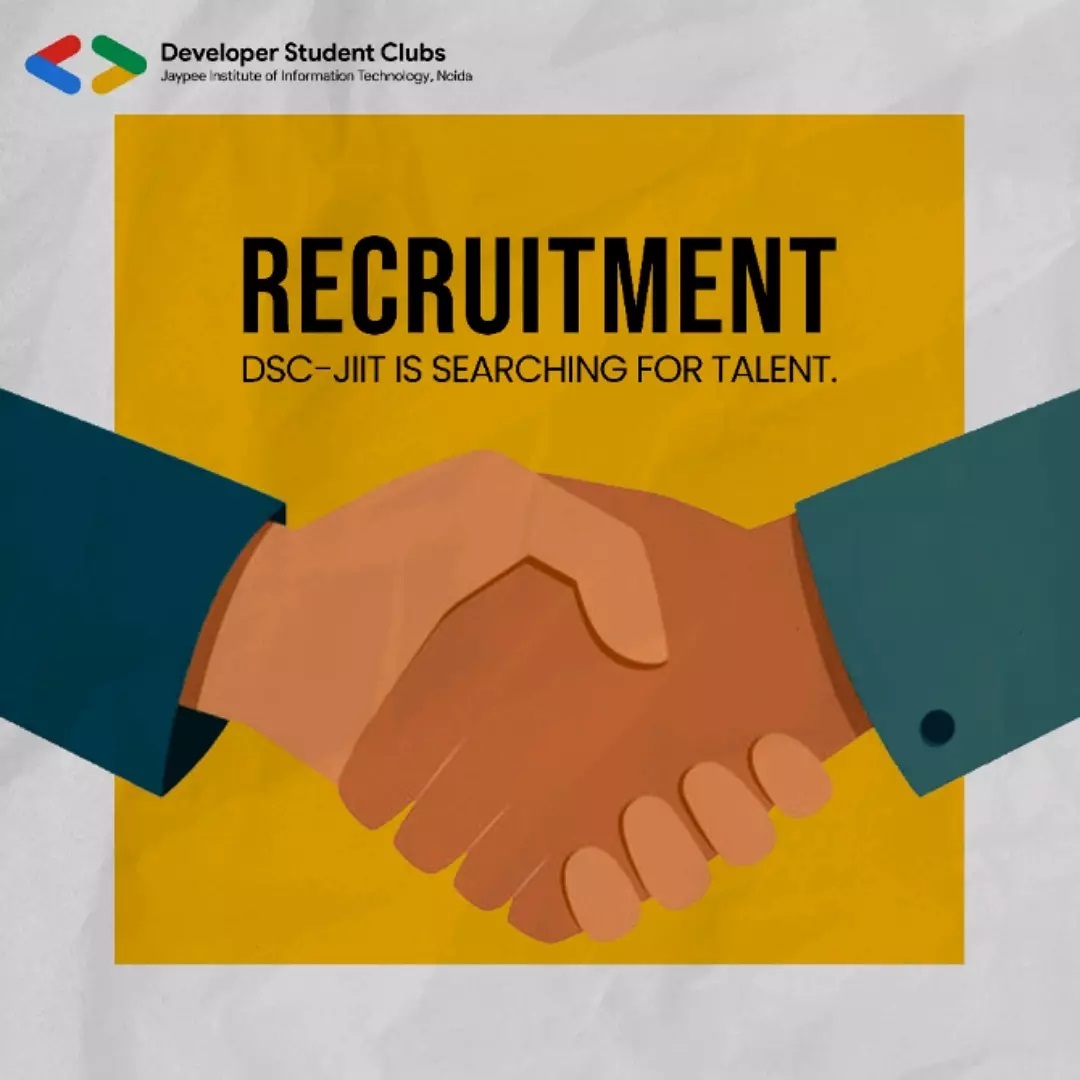 Developer Student Clubs
Jaypee Institute of Information Technology, Noida
RECRUITMENT
DSC-JIIT IS SEARCHING FOR TALENT.